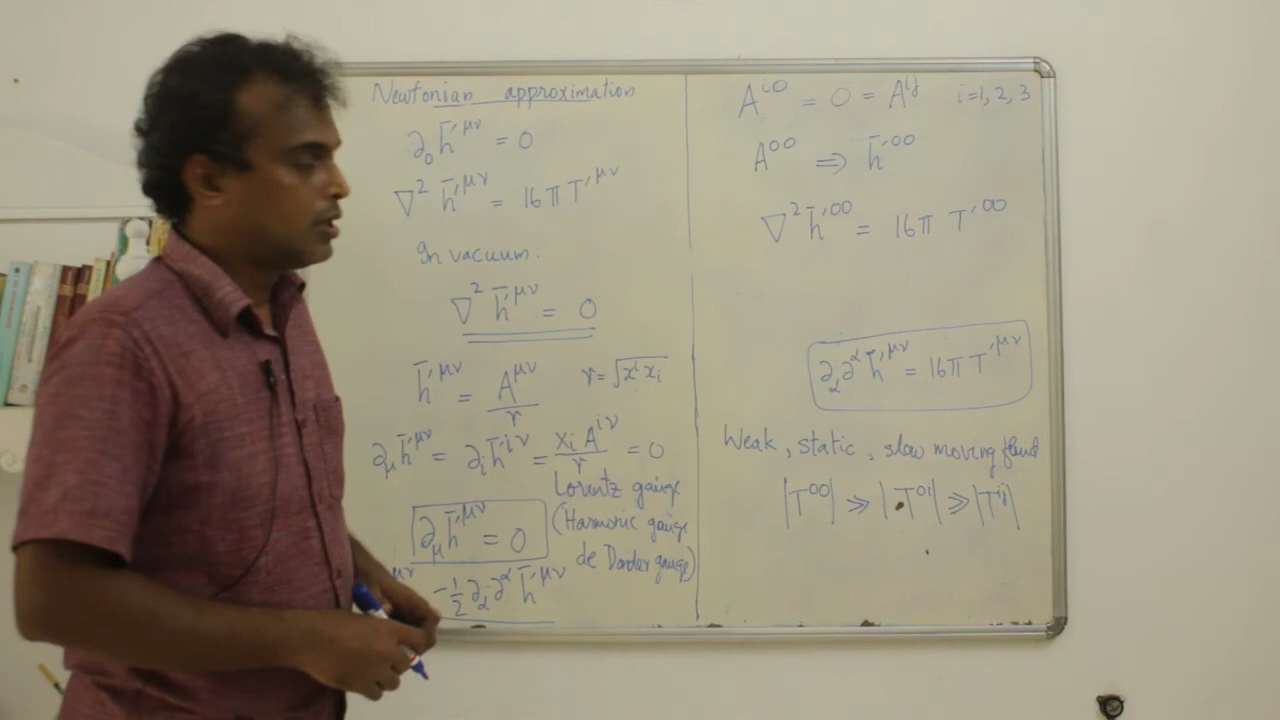 Newtonian approximation
∂₀ h̄'^μν = 0
∇² h̄'^μν = 16π T'^μν
In vacuum.
∇² h̄'^μν = 0
h̄'^μν = A^μν / r    r = √(x^i x_i)
∂_μ h̄'^μν = ∂_i h̄'^iν = x_i A^iν / r = 0
Lorentz gauge
∂_μ h̄'^μν = 0
(Harmonic gauge
de Donder gauge)
μν -1/2 ∂_α ∂^α h̄'^μν
A^i0 = 0 = A^ij    i=1, 2, 3
A^00 ⇒ h̄'^00
∇² h̄'^00 = 16π T'^00
∂_α ∂^α h̄'^μν = 16π T'^μν
Weak, static, slow moving fluid
|T^00| ≫ |T^0i| ≫ |T^ij|